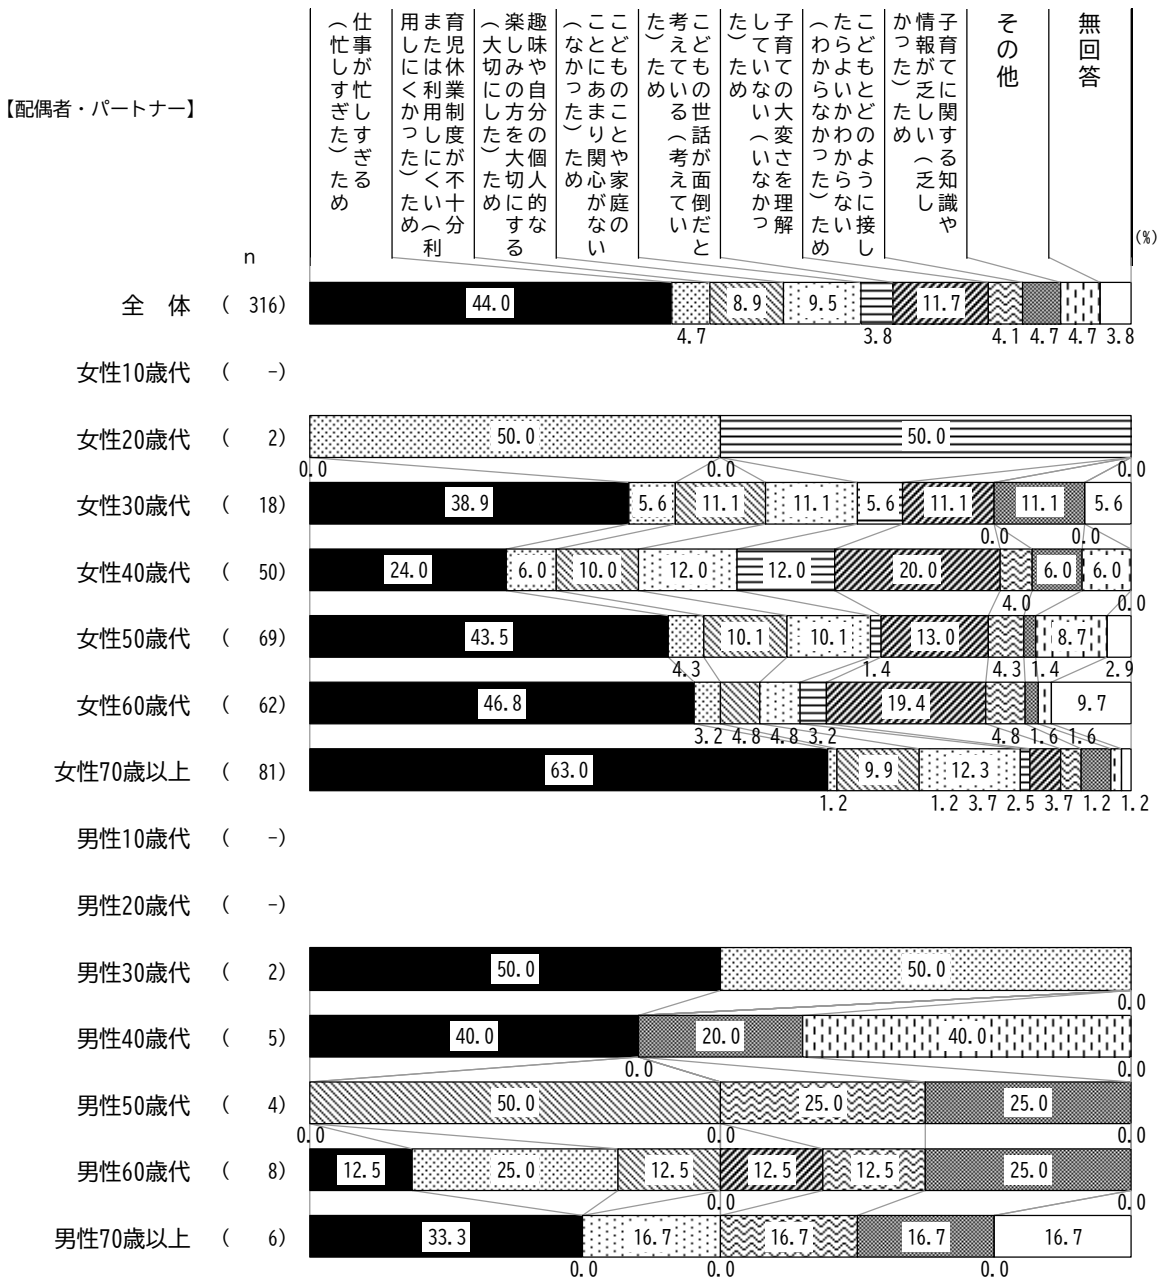 【配偶者・パートナー】
仕事が忙しすぎる
（忙しすぎた）ため
育児休業制度が不十分
または利用しにくい（利
用しにくかった）ため
趣味や自分の個人的な
楽しみの方を大切にする
（大切にした）ため
こどものことや家庭の
ことにあまり関心がない
（なかった）ため
こどもの世話が面倒だと
考えている（考えてい
た）ため
子育ての大変さを理解
していない（いなかっ
た）ため
こどもとどのように接し
たらよいかわからない
（わからなかった）ため
子育てに関する知識や
情報が乏しい（乏し
かった）ため
その他
無回答
(%)
n
全 体 ( 316) 44.0 8.9 9.5 11.7
4.7 3.8 4.1 4.7 4.7 3.8
女性10歳代 ( -)
女性20歳代 ( 2) 50.0 50.0
0.0 0.0 0.0
女性30歳代 ( 18) 38.9 5.6 11.1 11.1 5.6 11.1 11.1 5.6
0.0 0.0
女性40歳代 ( 50) 24.0 6.0 10.0 12.0 12.0 20.0 6.0 6.0
4.0 0.0
女性50歳代 ( 69) 43.5 10.1 10.1 13.0 8.7
4.3 1.4 4.3 1.4 2.9
女性60歳代 ( 62) 46.8 19.4 9.7
3.2 4.8 4.8 3.2 4.8 1.6 1.6
女性70歳以上 ( 81) 63.0 9.9 12.3
1.2 1.2 3.7 2.5 3.7 1.2 1.2
男性10歳代 ( -)
男性20歳代 ( -)
男性30歳代 ( 2) 50.0 50.0
0.0
男性40歳代 ( 5) 40.0 20.0 40.0
0.0 0.0
男性50歳代 ( 4) 50.0 25.0 25.0
0.0 0.0 0.0
男性60歳代 ( 8) 12.5 25.0 12.5 12.5 12.5 25.0
0.0 0.0
男性70歳以上 ( 6) 33.3 16.7 16.7 16.7 16.7
0.0 0.0 0.0